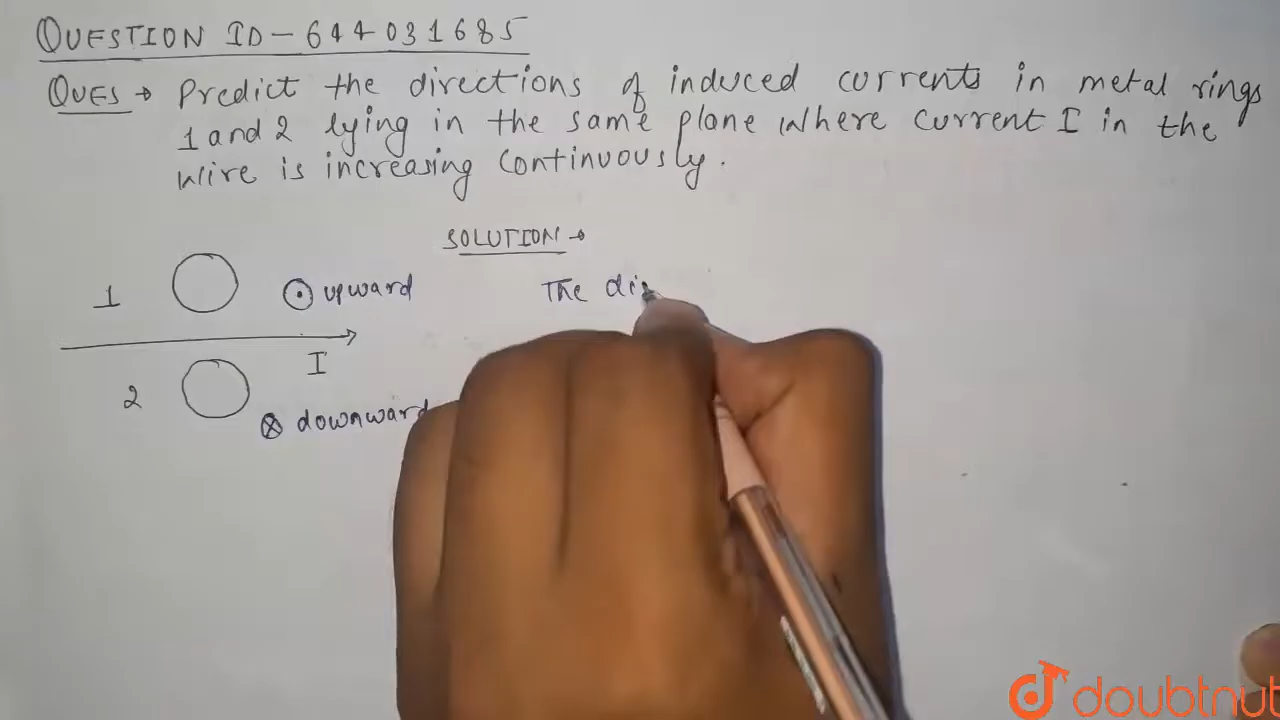 QUESTION ID - 644031685
QUES → Predict the directions of induced currents in metal rings
1 and 2 lying in the same plane where current I in the
wire is increasing continuously.
SOLUTION →
1 ⊙ upward
The di
I
2
⊗ downward
doubtnut